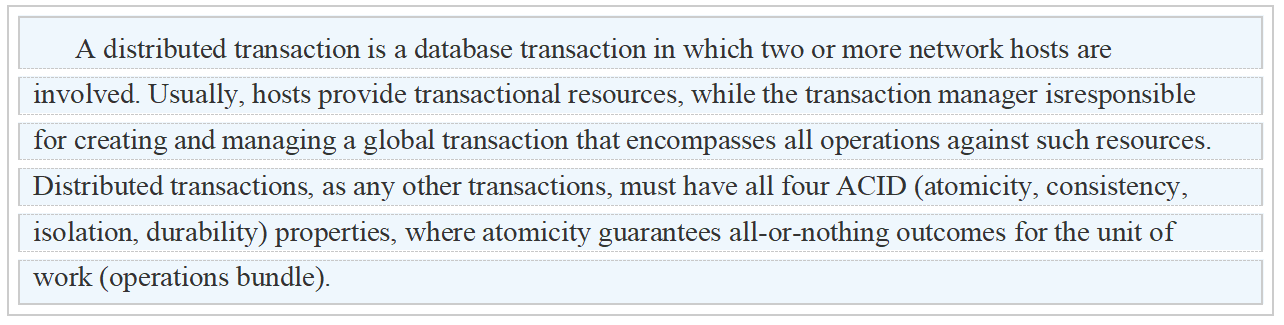 A distributed transaction is a database transaction in which two or more network hosts are
involved. Usually, hosts provide transactional resources, while the transaction manager isresponsible
for creating and managing a global transaction that encompasses all operations against such resources.
Distributed transactions, as any other transactions, must have all four ACID (atomicity, consistency,
isolation, durability) properties, where atomicity guarantees all-or-nothing outcomes for the unit of
work (operations bundle).